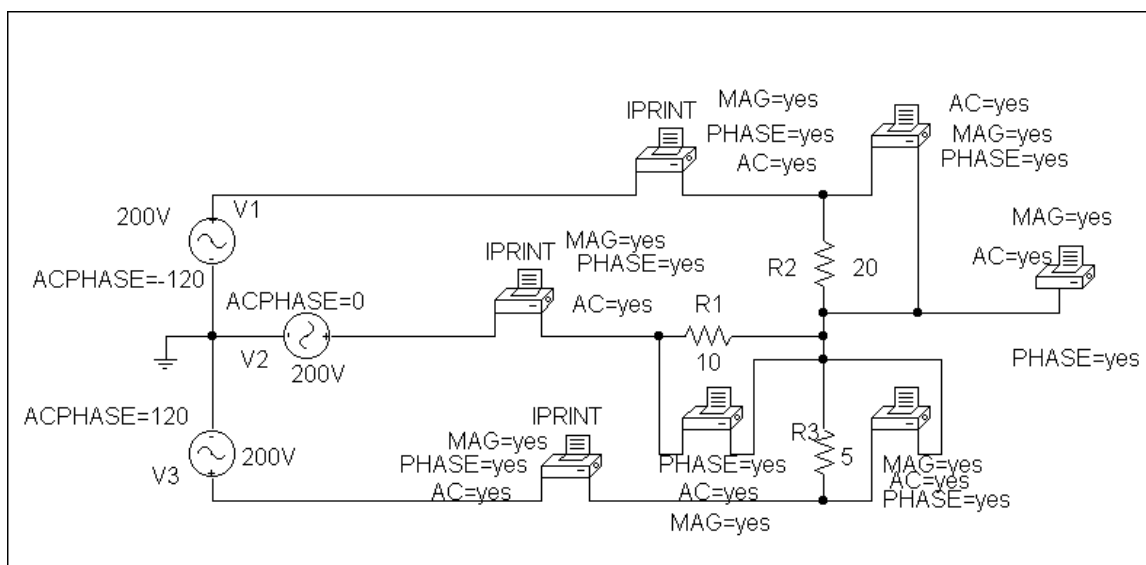 MAG=yes
AC=yes
IPRINT
PHASE=yes
MAG=yes
AC=yes
PHASE=yes
200V
V1
MAG=yes
MAG=yes
IPRINT
PHASE=yes
AC=yes
R2
20
ACPHASE=-120
ACPHASE=0
AC=yes
R1
V2
200V
10
PHASE=yes
ACPHASE=120
IPRINT
R3
200V
MAG=yes
5
V3
PHASE=yes
PHASE=yes
MAG=yes
AC=yes
AC=yes
AC=yes
PHASE=yes
MAG=yes